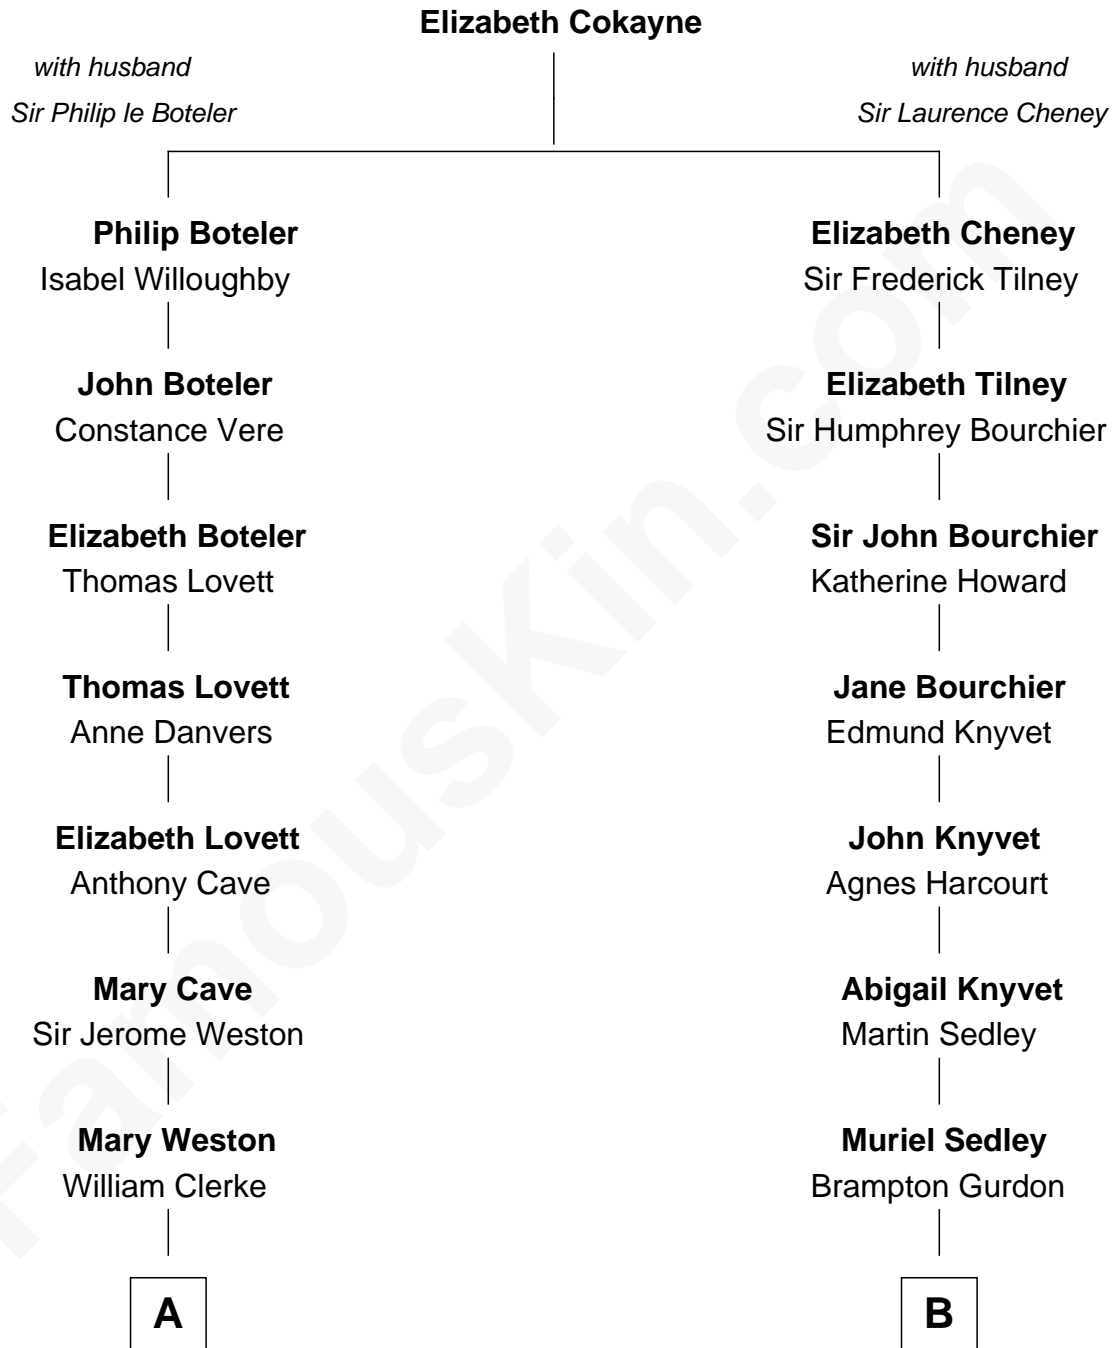 Elizabeth Cokayne
with husband
Sir Philip le Boteler
with husband
Sir Laurence Cheney
Philip Boteler
Isabel Willoughby
Elizabeth Cheney
Sir Frederick Tilney
John Boteler
Constance Vere
Elizabeth Tilney
Sir Humphrey Bourchier
Elizabeth Boteler
Thomas Lovett
Sir John Bourchier
Katherine Howard
Thomas Lovett
Anne Danvers
Jane Bourchier
Edmund Knyvet
Elizabeth Lovett
Anthony Cave
John Knyvet
Agnes Harcourt
Mary Cave
Sir Jerome Weston
Abigail Knyvet
Martin Sedley
Mary Weston
William Clerke
Muriel Sedley
Brampton Gurdon
A
B
FamousKin.com